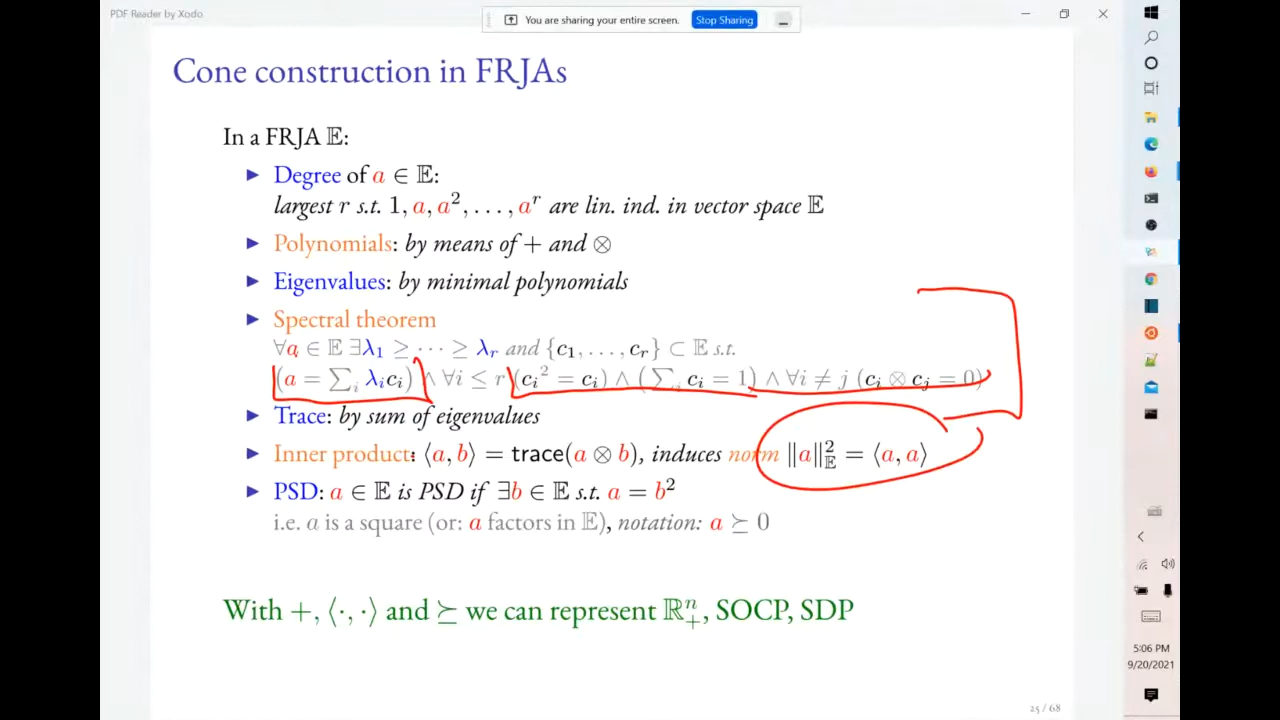 PDF Reader by Xodo
You are sharing your entire screen. Stop Sharing
Cone construction in FRJAs
In a FRJA 𝔼:
► Degree of a ∈ 𝔼:
largest r s.t. 1, a, a², . . . , aʳ are lin. ind. in vector space 𝔼
► Polynomials: by means of + and ⊗
► Eigenvalues: by minimal polynomials
► Spectral theorem
∀a ∈ 𝔼 ∃λ₁ ≥ ··· ≥ λᵣ and {c₁, . . . , cᵣ} ⊂ 𝔼 s.t.
(a = ∑ᵢ λᵢcᵢ) ∧ ∀i ≤ r (cᵢ² = cᵢ) ∧ (∑ᵢ cᵢ = 1) ∧ ∀i ≠ j (cᵢ ⊗ cⱼ = 0)
► Trace: by sum of eigenvalues
► Inner product: ⟨a, b⟩ = trace(a ⊗ b), induces norm ‖a‖²_𝔼 = ⟨a, a⟩
► PSD: a ∈ 𝔼 is PSD if ∃b ∈ 𝔼 s.t. a = b²
i.e. a is a square (or: a factors in 𝔼), notation: a ⪰ 0
With +, ⟨·, ·⟩ and ⪰ we can represent ℝⁿ₊, SOCP, SDP
25 / 68
5:06 PM
9/20/2021